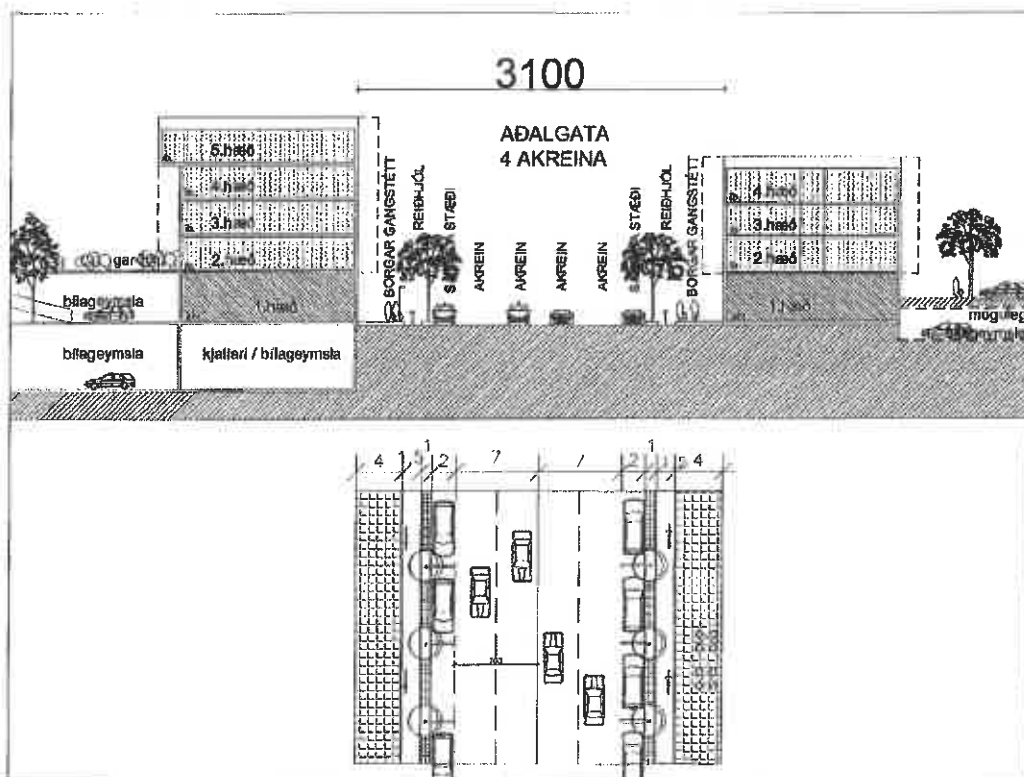 3100
AÐALGATA
4 AKREINA
5.hæð
4.hæð
3.hæð
2.hæð
1.hæð
garður
bílageymsla
bílageymsla
kjallari / bílageymsla
BORGAR GANGSTÉTT
REIÐHJÓL
STÆÐI
AKREIN
AKREIN
AKREIN
AKREIN
STÆÐI
REIÐHJÓL
BORGAR GANGSTÉTT
4.hæð
3.hæð
2.hæð
1.hæð
1
4
2
7
7
2
1
4